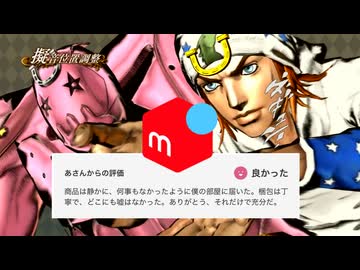 擬音位置調整
m
あさんからの評価
良かった
商品は静かに、何事もなかったように僕の部屋に届いた。梱包は丁
寧で、どこにも嘘はなかった。ありがとう、それだけで充分だ。